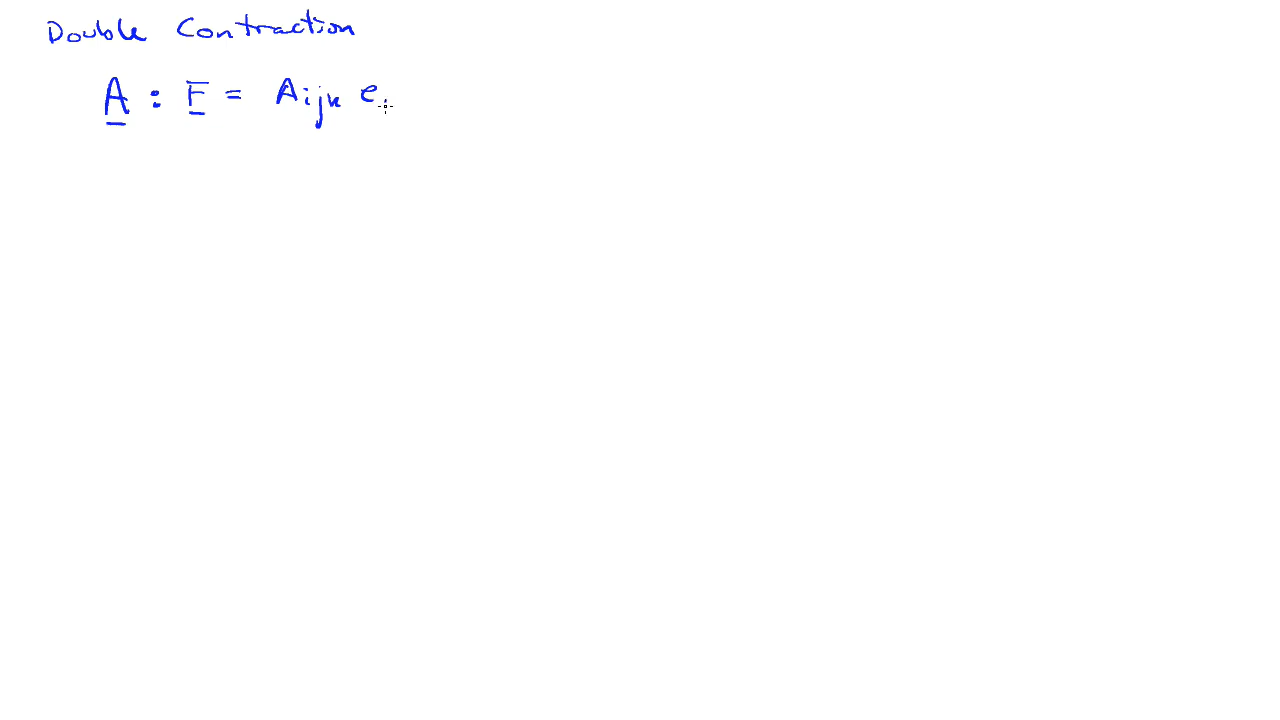 Double Contraction
A : F = Aijk e